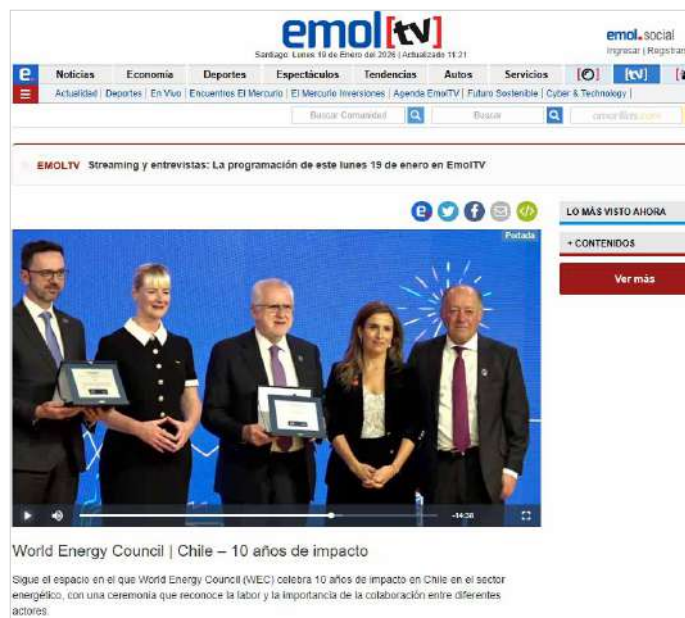 emol[tv]
emol.social
Santiago, Lunes 19 de Enero del 2026 | Actualizado 11:21
Ingresar | Registrar
e. Noticias Economía Deportes Espectáculos Tendencias Autos Servicios [tv]
Actualidad | Deportes | En Vivo | Encuentros El Mercurio | El Mercurio Inversiones | Agenda EmolTV | Futuro Sostenible | Cyber & Technology |
Buscar Comunidad Buscar amarillas.com
EMOLTV Streaming y entrevistas: La programación de este lunes 19 de enero en EmolTV
LO MÁS VISTO AHORA
Portada
+ CONTENIDOS
Ver más
-14:38
World Energy Council | Chile – 10 años de impacto
Sigue el espacio en el que World Energy Council (WEC) celebra 10 años de impacto en Chile en el sector
energético, con una ceremonia que reconoce la labor y la importancia de la colaboración entre diferentes
actores.